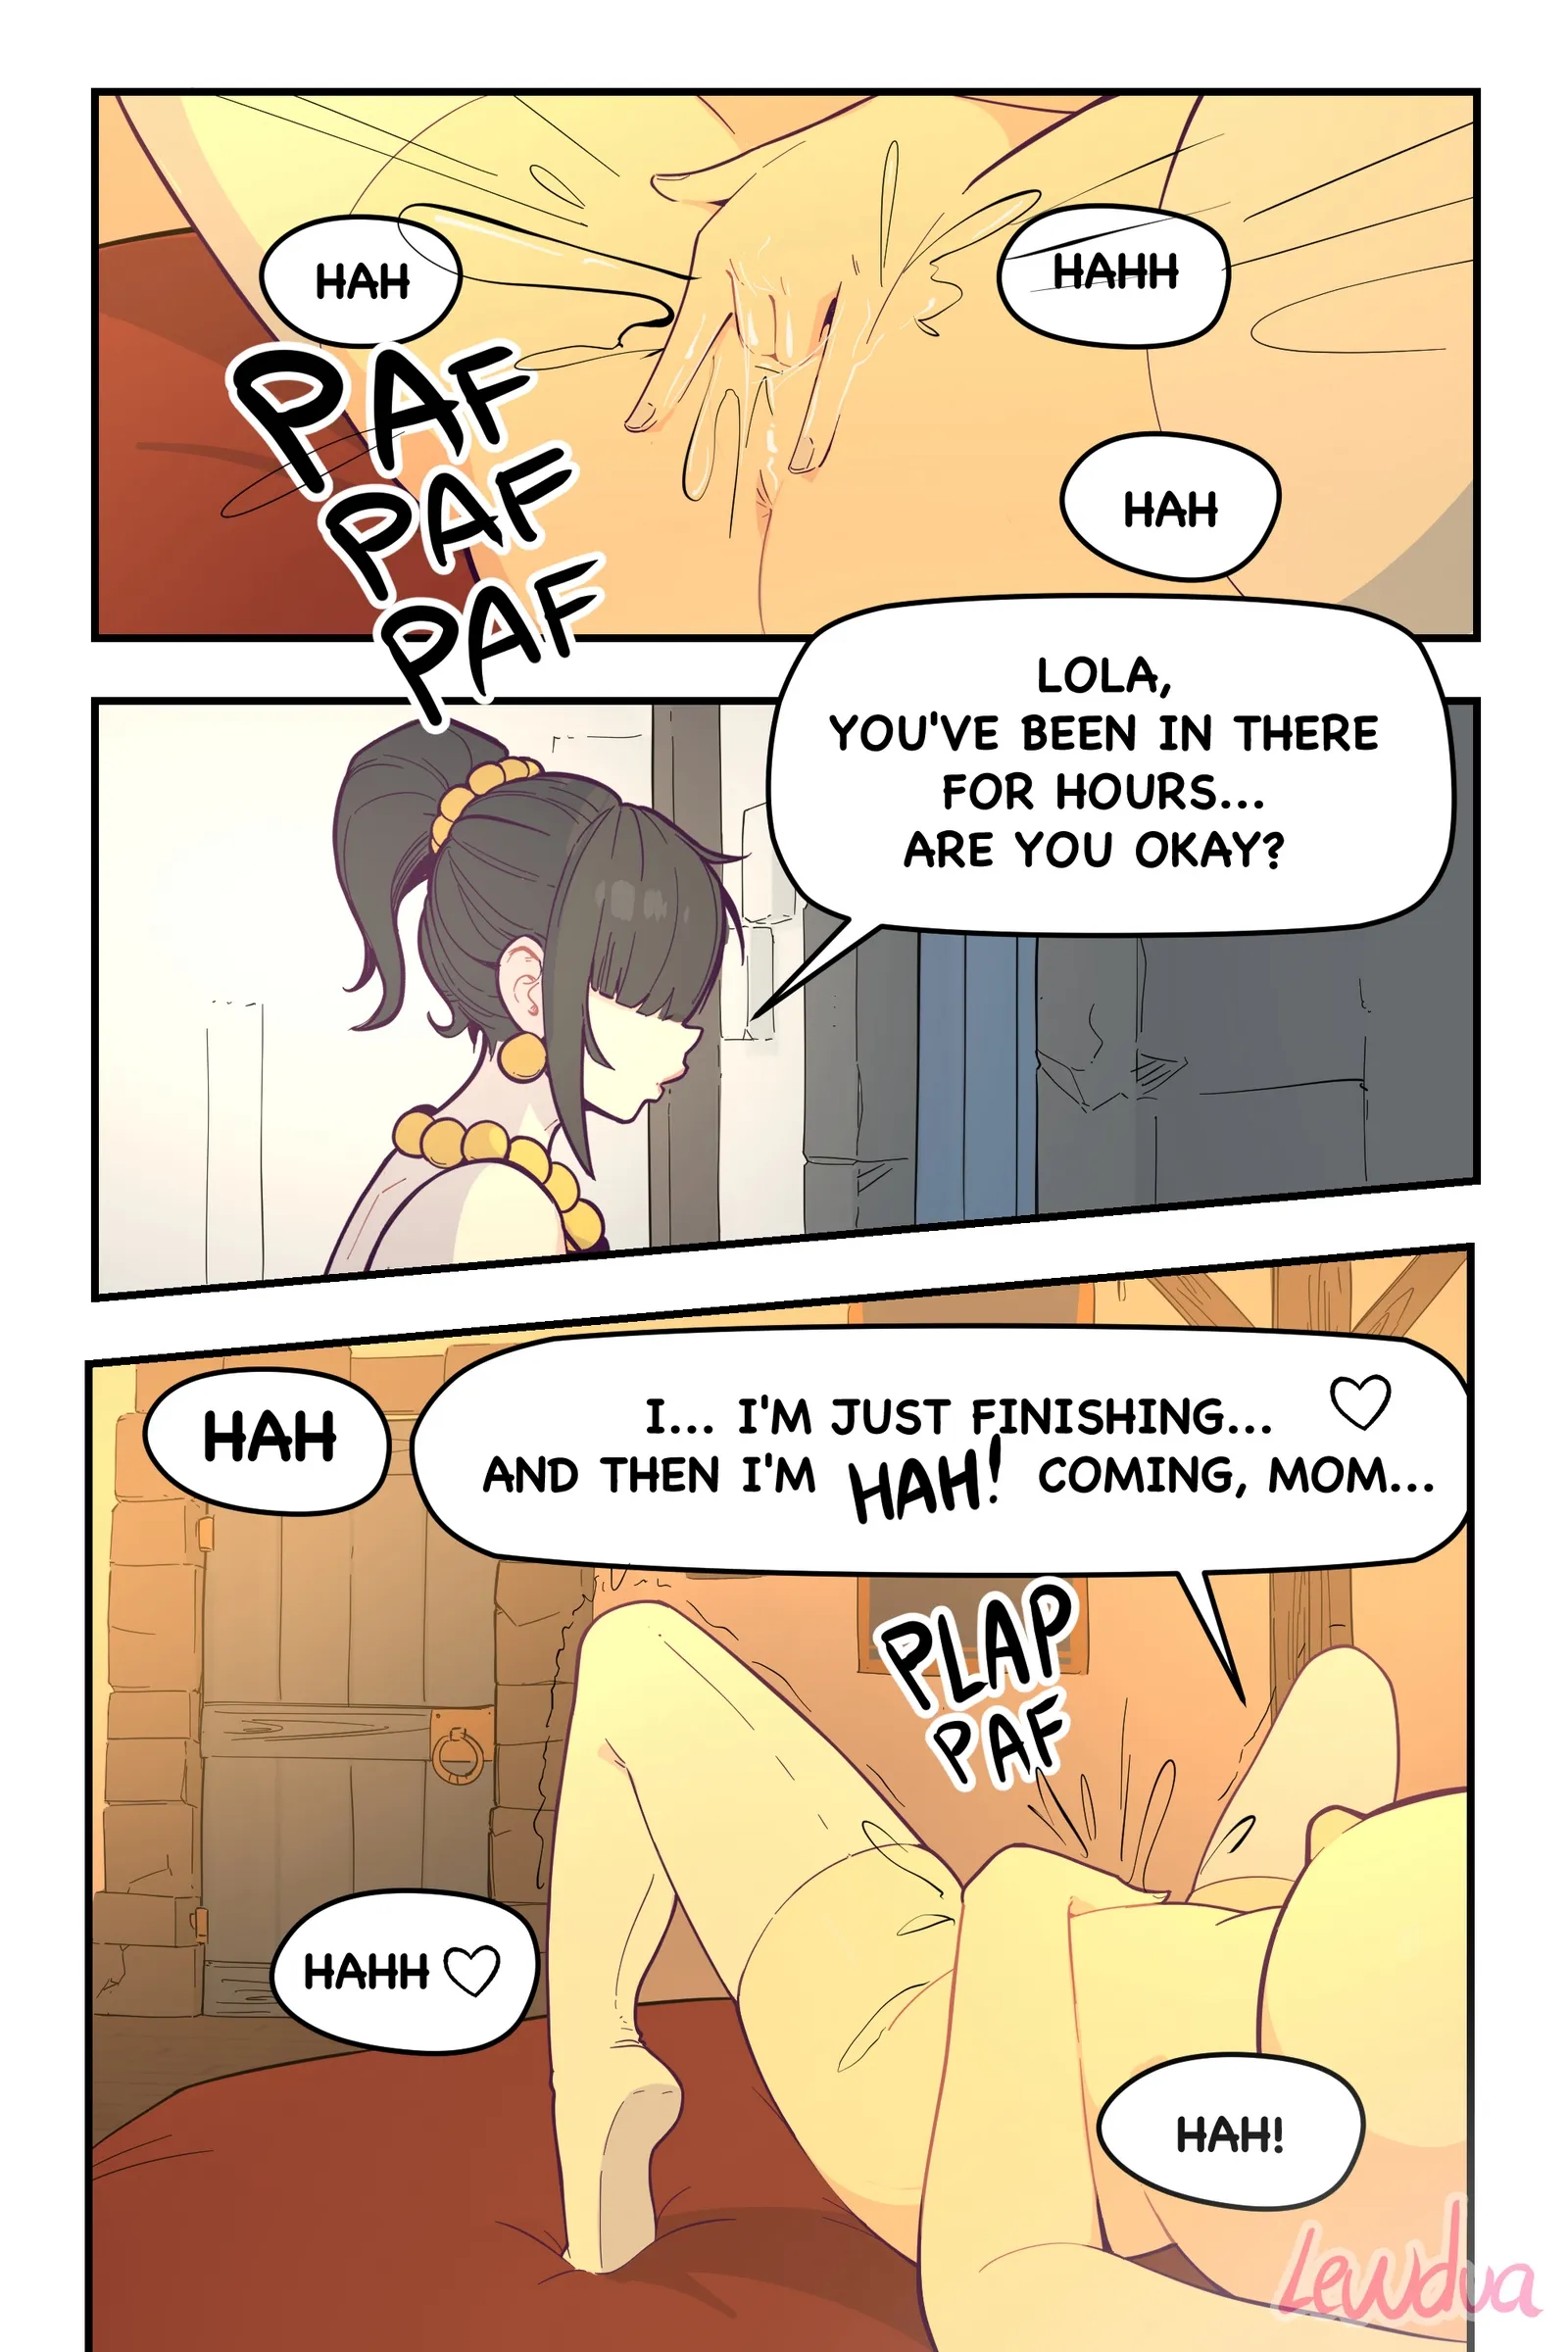 HAH
HAHH
PAF
PAF
PAF
HAH
LOLA,
YOU'VE BEEN IN THERE
FOR HOURS...
ARE YOU OKAY?
HAH
I... I'M JUST FINISHING... ♡
AND THEN I'M HAH! COMING, MOM...
PLAP
PAF
HAHH ♡
HAH!
Lewdua